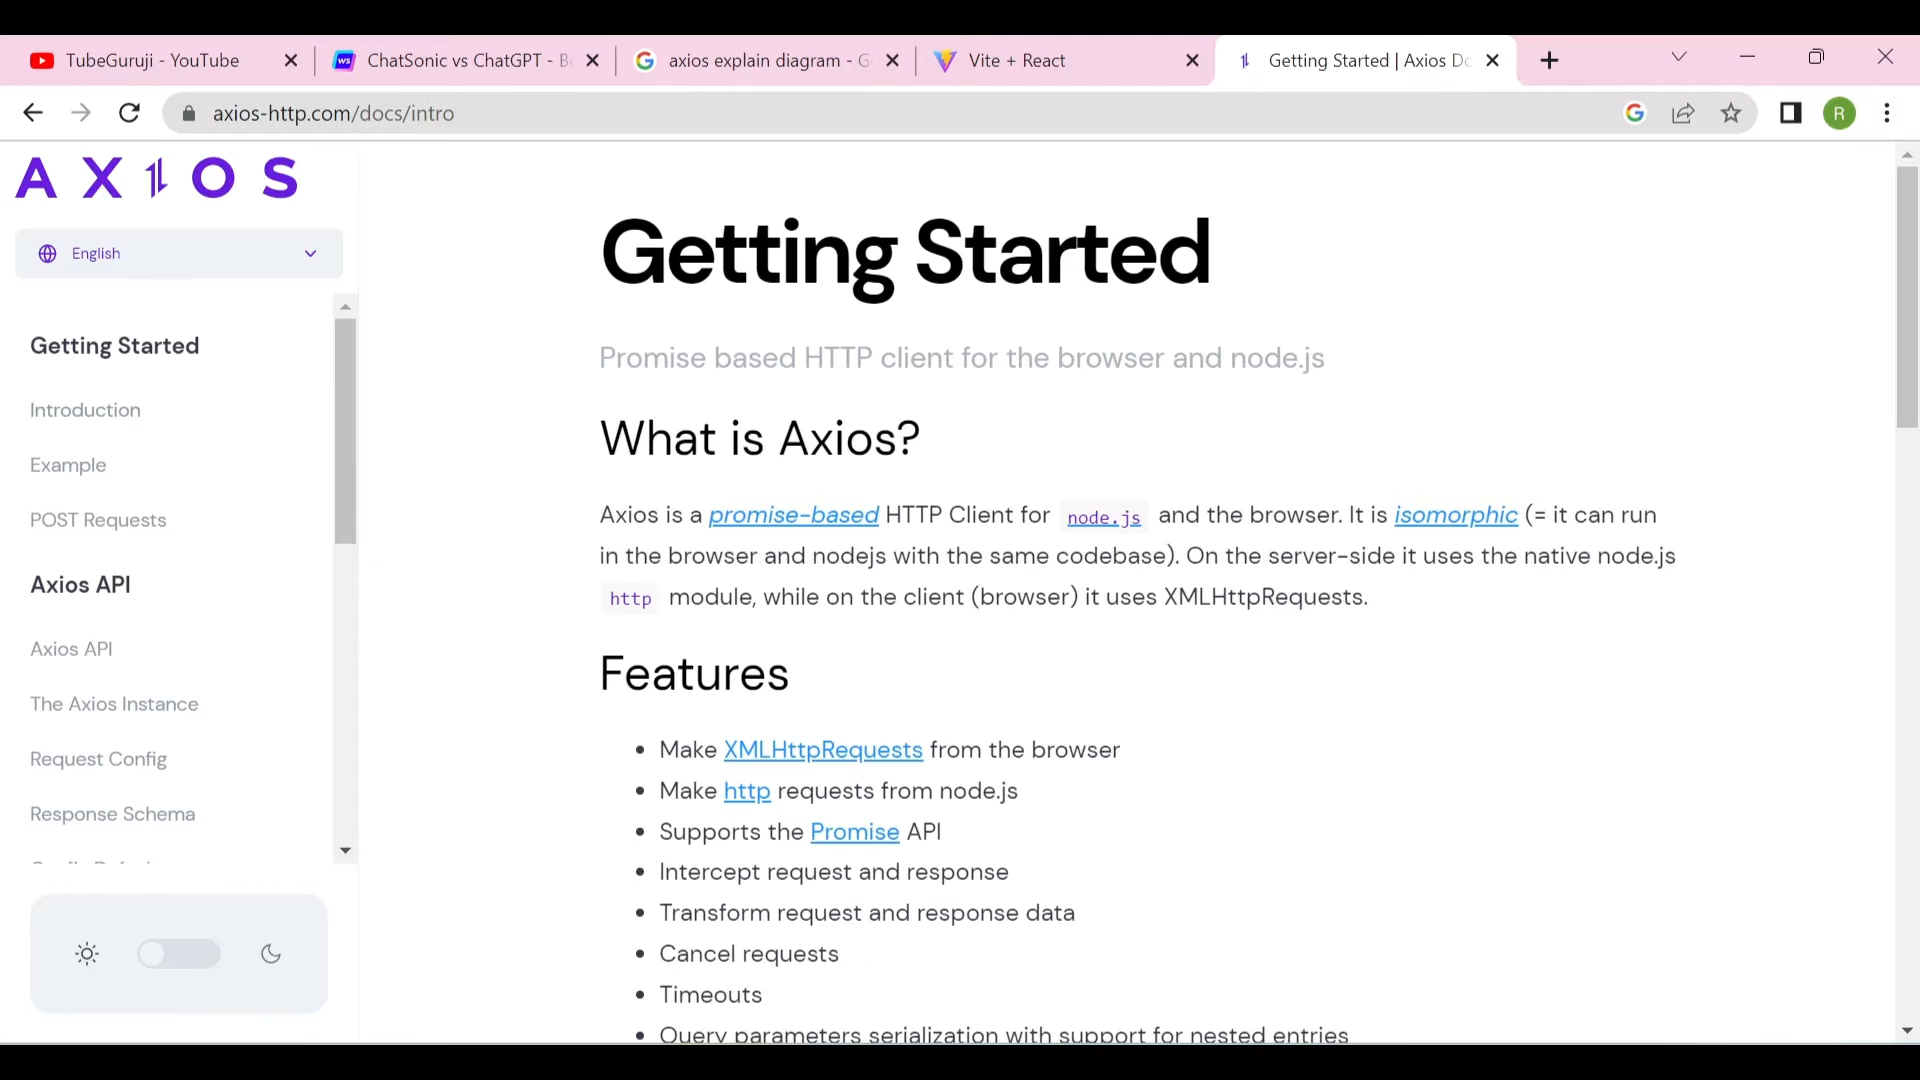 TubeGuruji - YouTube
ChatSonic vs ChatGPT - B
axios explain diagram - G
Vite + React
Getting Started | Axios Do
axios-http.com/docs/intro
R
AXIOS
English
Getting Started
Introduction
Example
POST Requests
Axios API
Axios API
The Axios Instance
Request Config
Response Schema
Getting Started
Promise based HTTP client for the browser and node.js
What is Axios?
Axios is a promise-based HTTP Client for node.js and the browser. It is isomorphic (= it can run
in the browser and nodejs with the same codebase). On the server-side it uses the native node.js
http module, while on the client (browser) it uses XMLHttpRequests.
Features
• Make XMLHttpRequests from the browser
• Make http requests from node.js
• Supports the Promise API
• Intercept request and response
• Transform request and response data
• Cancel requests
• Timeouts
• Query parameters serialization with support for nested entries